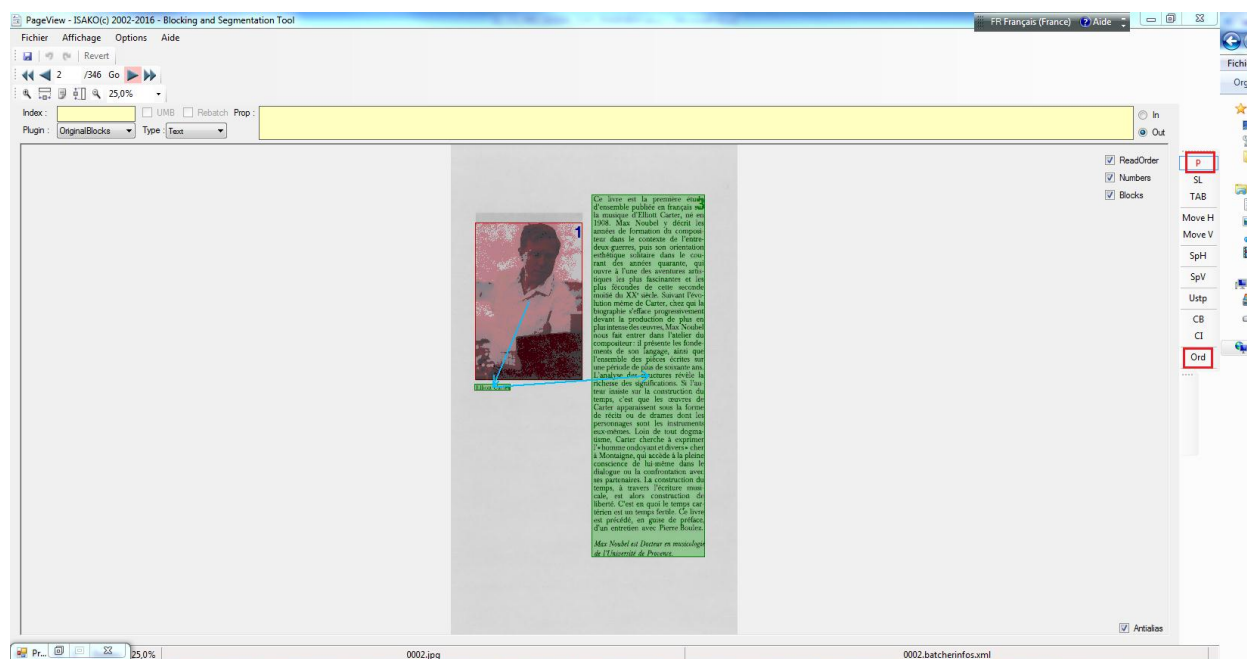 PageView - ISAKO(c) 2002-2016 - Blocking and Segmentation Tool
FR Français (France) Aide
Fichier Affichage Options Aide
Revert
2 /346 Go
25,0%
Index : UMB Rebatch Prop :
Plugin : OriginalBlocks Type : Text
In
Out
ReadOrder
Numbers
Blocks
P
SL
TAB
Move H
Move V
SpH
SpV
Ustp
CB
CI
Ord
Fichi
Org
1
Elliott Carter
3
Ce livre est la première étude
d'ensemble publiée en français sur
la musique d'Elliott Carter, né en
1908. Max Noubel y décrit les
années de formation du composi-
teur dans le contexte de l'entre-
deux-guerres, puis son orientation
esthétique solitaire dans le cou-
rant des années quarante, qui
ouvre à l'une des aventures artis-
tiques les plus fascinantes et les
plus fécondes de cette seconde
moitié du XXe siècle. Suivant l'évo-
lution même de Carter, chez qui la
biographie s'efface progressivement
devant la production de plus en
plus intense des œuvres, Max Noubel
nous fait entrer dans l'atelier du
compositeur : il présente les fonde-
ments de son langage, ainsi que
l'ensemble des pièces écrites sur
une période de plus de soixante ans.
L'analyse des structures révèle la
richesse des significations. Si l'au-
teur insiste sur la construction du
temps, c'est que les œuvres de
Carter apparaissent sous la forme
de récits ou de drames dont les
personnages sont les instruments
eux-mêmes. Loin de tout dogma-
tisme, Carter cherche à exprimer
l'«homme ondoyant et divers» cher
à Montaigne, qui accède à la pleine
conscience de lui-même dans le
dialogue ou la confrontation avec
ses partenaires. La construction du
temps, à travers l'écriture musi-
cale, est alors construction de
liberté. C'est en quoi le temps car-
térien est un temps fertile. Ce livre
est précédé, en guise de préface,
d'un entretien avec Pierre Boulez.
Max Noubel est Docteur en musicologie
de l'Université de Provence.
Antialias
Pr...
25,0%
0002.jpg
0002.batcherinfos.xml